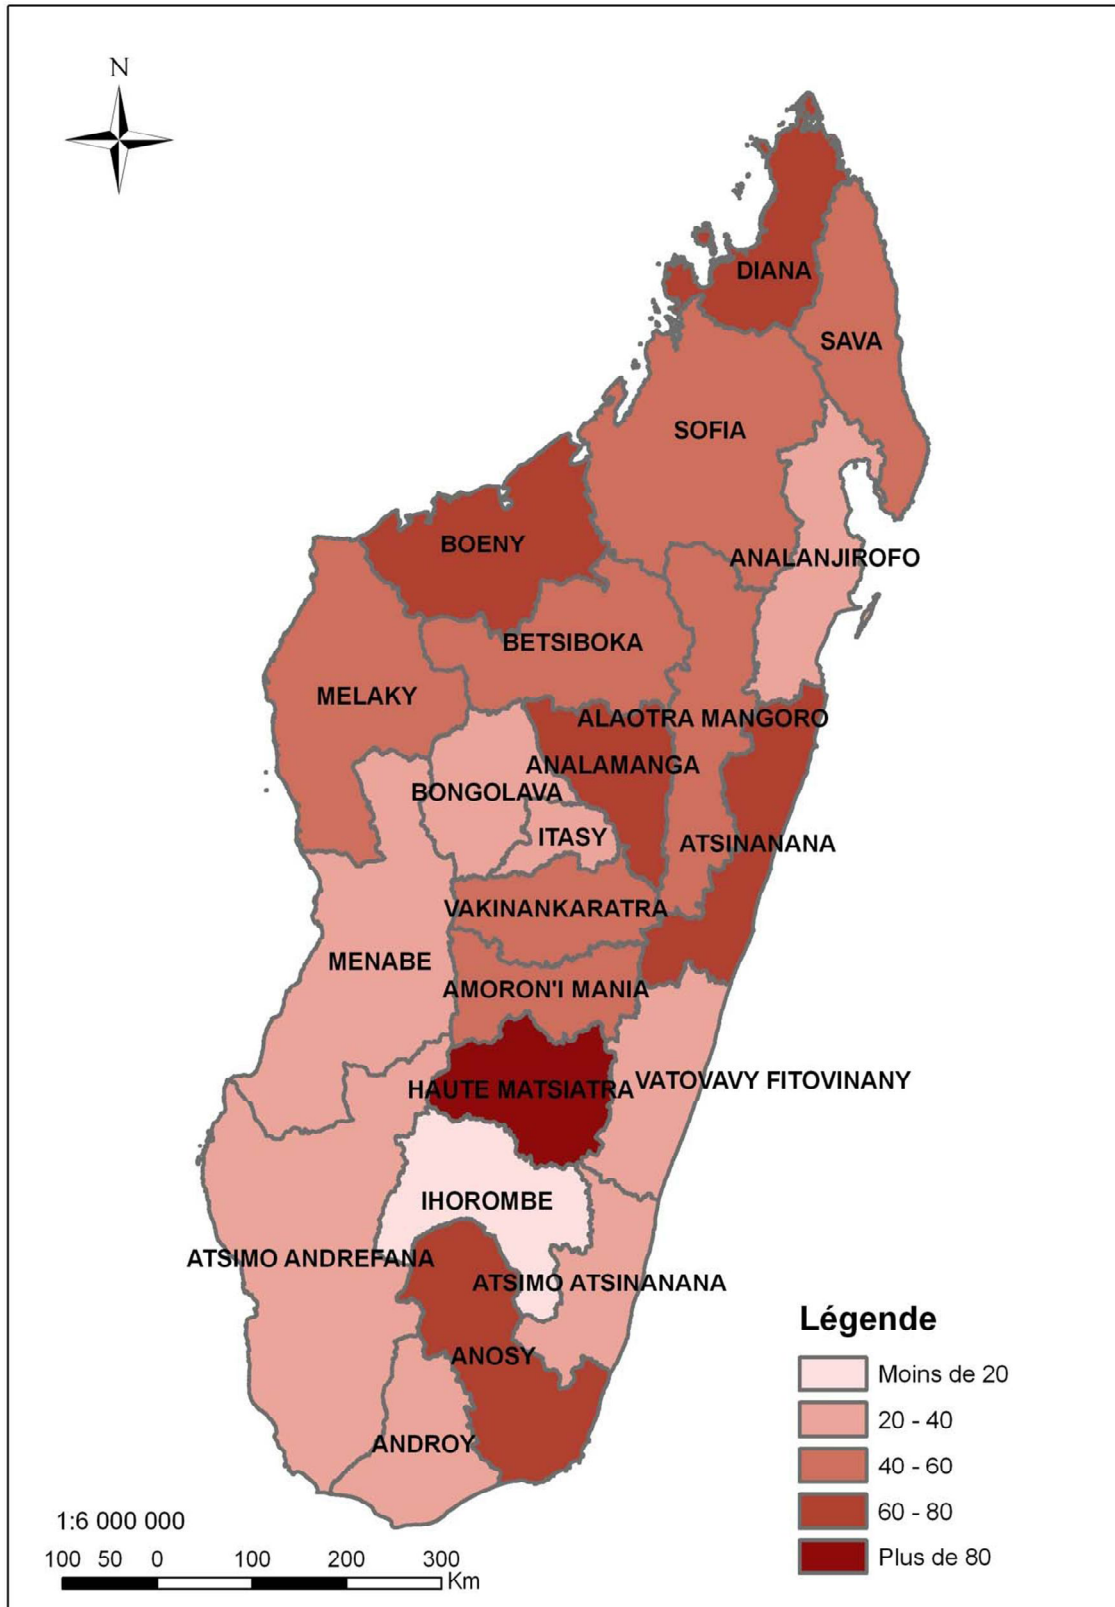 N
DIANA
SAVA
SOFIA
BOENY
ANALANJIROFO
BETSIBOKA
MELAKY
ALAOTRA MANGORO
ANALAMANGA
BONGOLAVA
ITASY
ATSINANANA
VAKINANKARATRA
MENABE
AMORON'I MANIA
HAUTE MATSIATRA
VATOVAVY FITOVINANY
IHOROMBE
ATSIMO ANDREFANA
ATSIMO ATSINANANA
ANOSY
ANDROY
Légende
Moins de 20
20 - 40
40 - 60
60 - 80
Plus de 80
1:6 000 000
100 50 0 100 200 300
Km